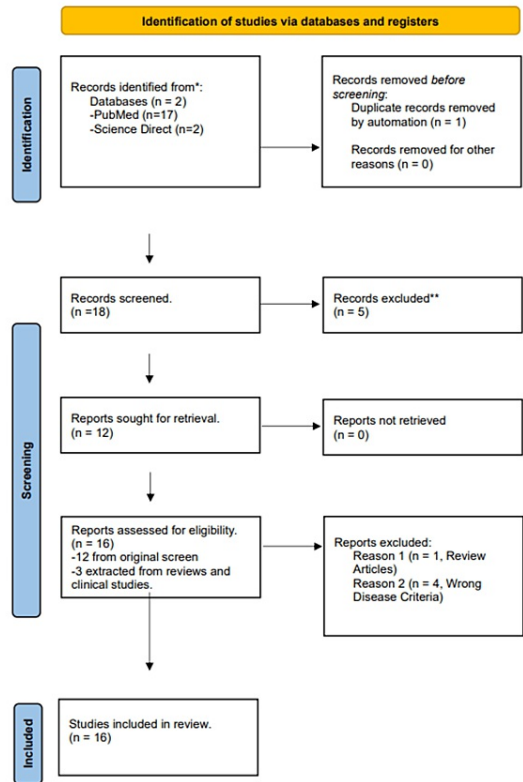 Identification of studies via databases and registers
Identification
Records identified from*:
Databases (n = 2)
-PubMed (n=17)
-Science Direct (n=2)
Records removed before
screening:
Duplicate records removed
by automation (n = 1)
Records removed for other
reasons (n = 0)
Screening
Records screened.
(n =18)
Records excluded**
(n = 5)
Reports sought for retrieval.
(n = 12)
Reports not retrieved
(n = 0)
Reports assessed for eligibility.
(n = 16)
-12 from original screen
-3 extracted from reviews and
clinical studies.
Reports excluded:
Reason 1 (n = 1, Review
Articles)
Reason 2 (n = 4, Wrong
Disease Criteria)
Included
Studies included in review.
(n = 16)